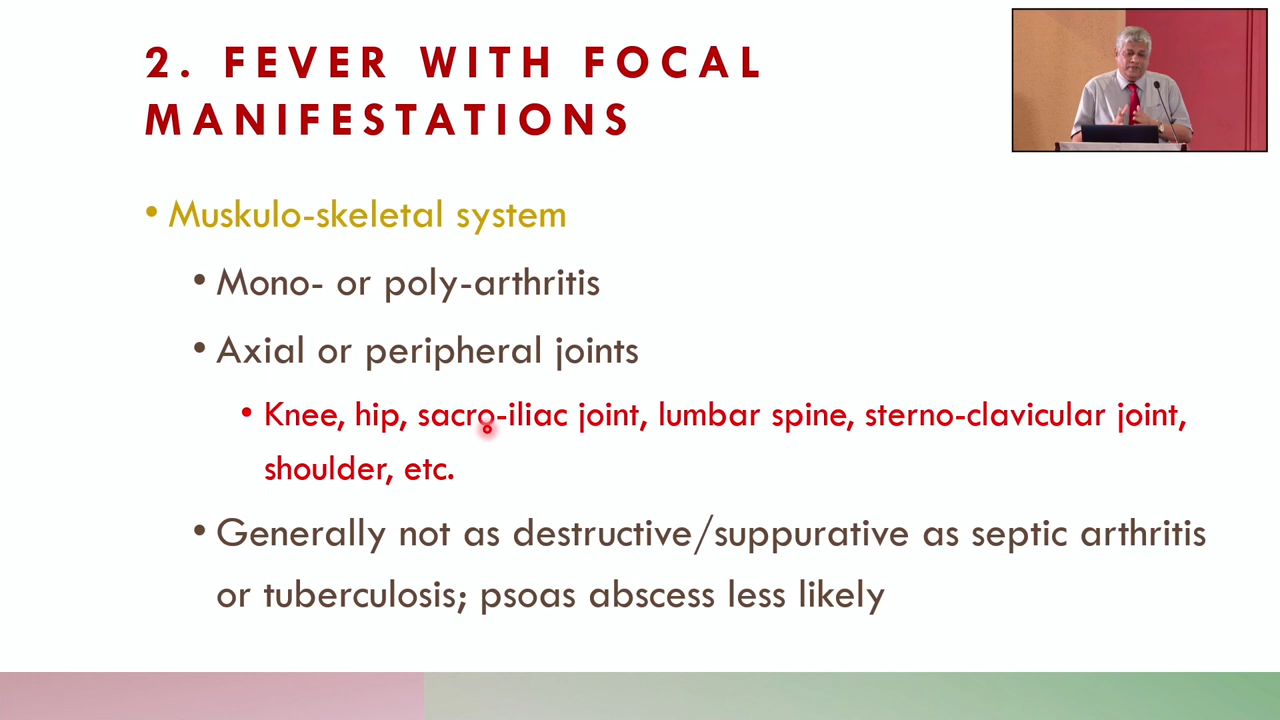 2. FEVER WITH FOCAL
MANIFESTATIONS
• Muskulo-skeletal system
• Mono- or poly-arthritis
• Axial or peripheral joints
• Knee, hip, sacro-iliac joint, lumbar spine, sterno-clavicular joint,
shoulder, etc.
• Generally not as destructive/suppurative as septic arthritis
or tuberculosis; psoas abscess less likely